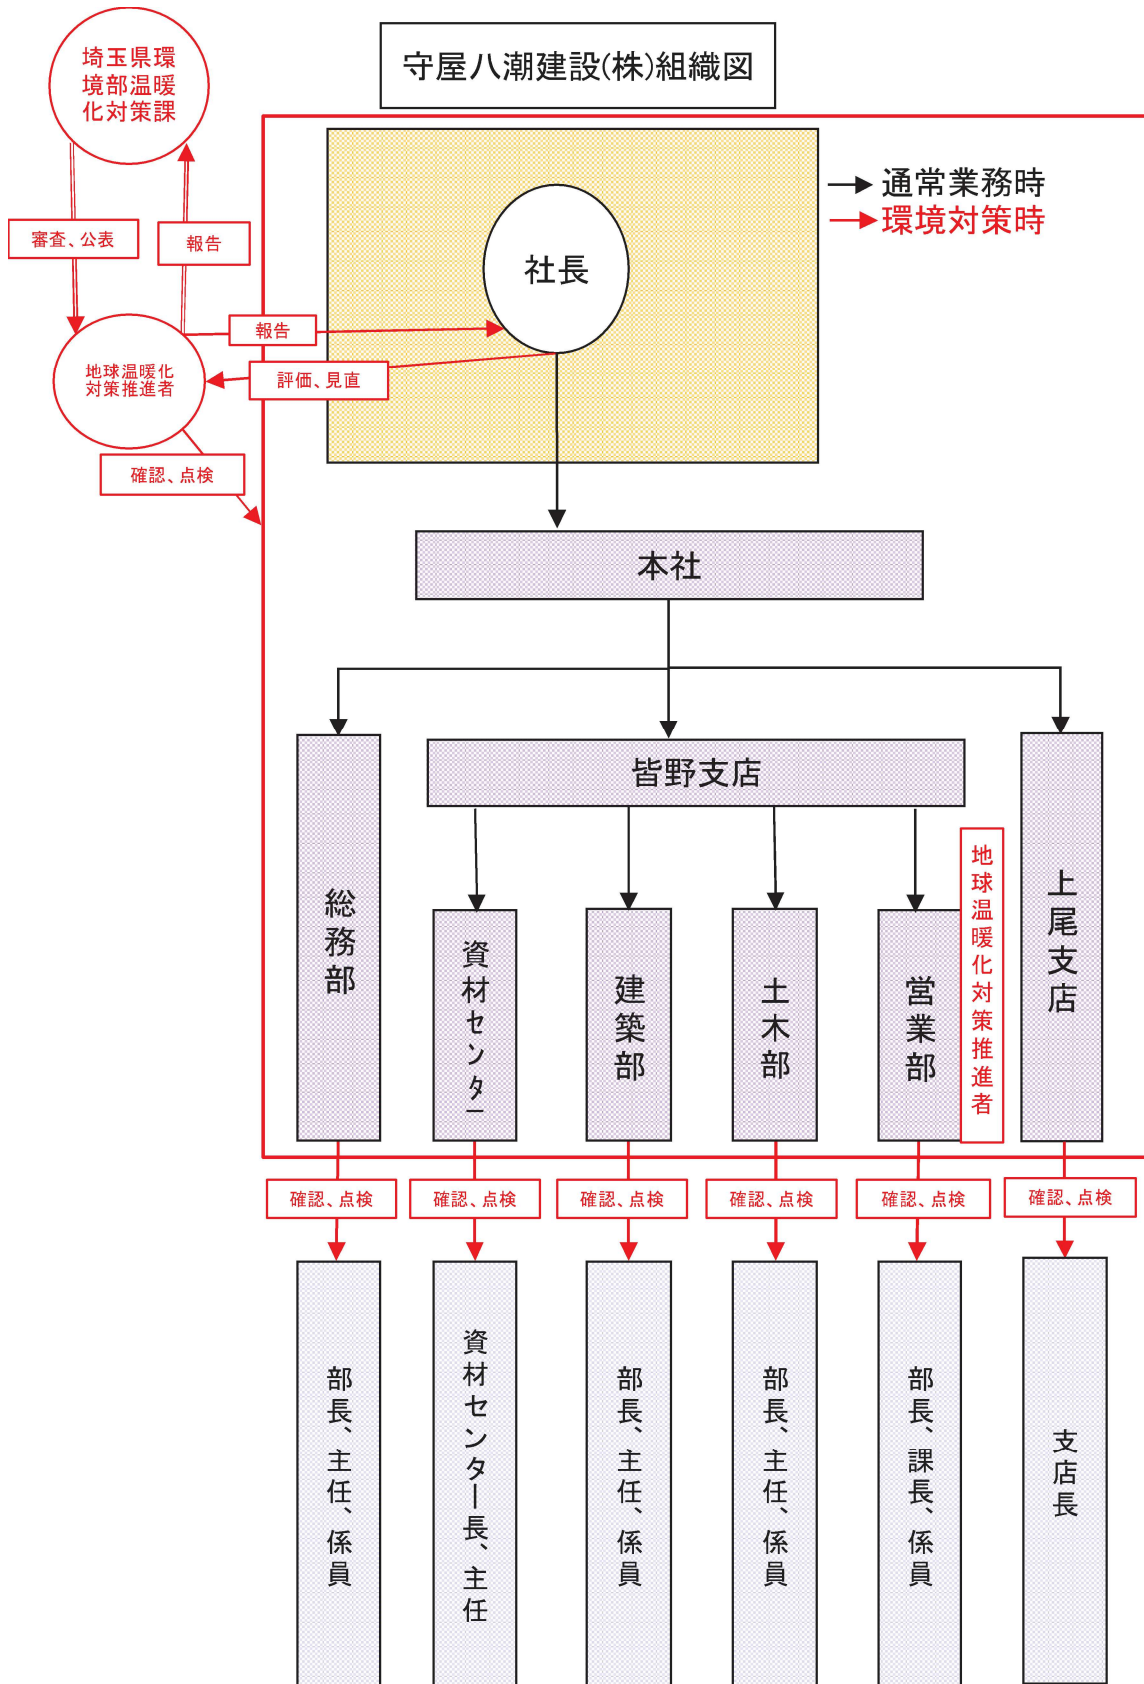 守屋八潮建設(株)組織図
埼玉県環
境部温暖
化対策課
通常業務時
環境対策時
審査、公表
報告
社長
報告
地球温暖化
対策推進者
評価、見直
確認、点検
本社
皆野支店
総務部
資材センター
建築部
土木部
営業部
地球温暖化対策推進者
上尾支店
確認、点検
確認、点検
確認、点検
確認、点検
確認、点検
確認、点検
部長、主任、係員
資材センター長、主任
部長、主任、係員
部長、主任、係員
部長、課長、係員
支店長